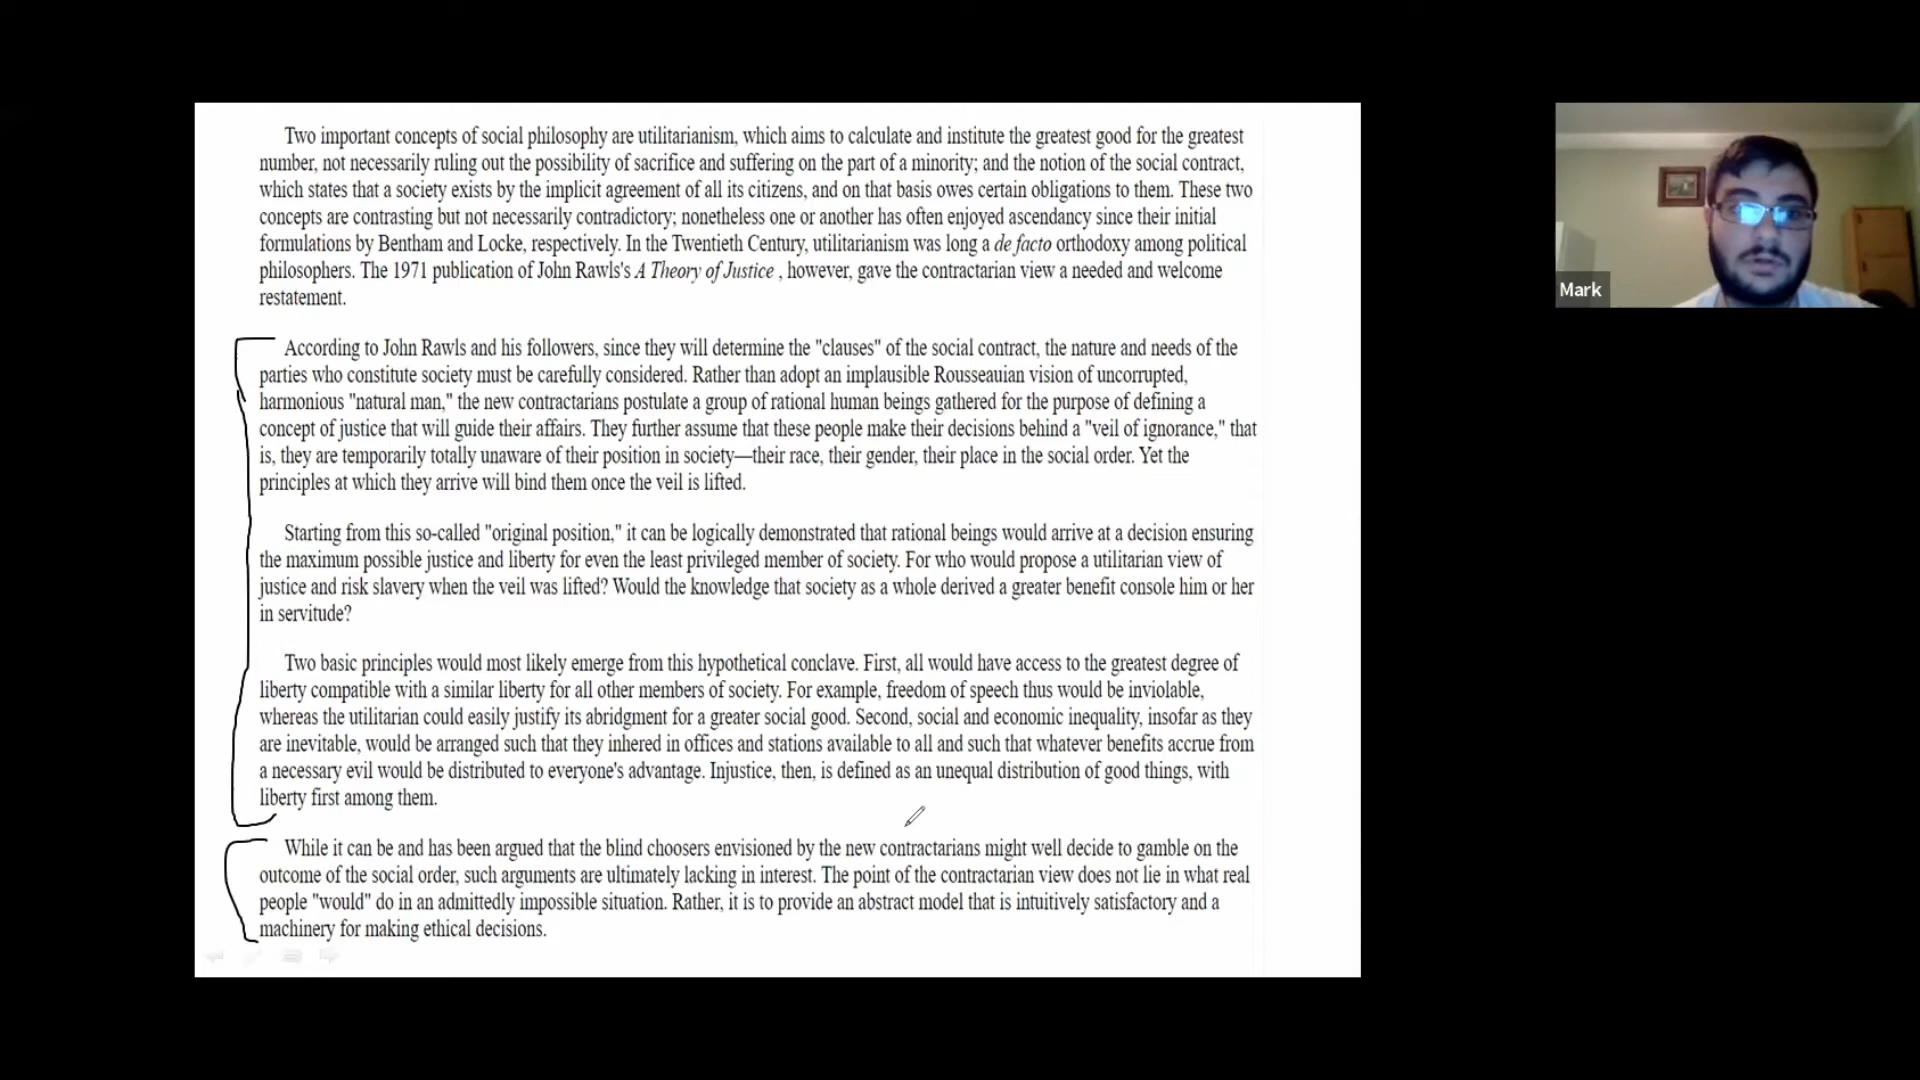 Two important concepts of social philosophy are utilitarianism, which aims to calculate and institute the greatest good for the greatest
number, not necessarily ruling out the possibility of sacrifice and suffering on the part of a minority; and the notion of the social contract,
which states that a society exists by the implicit agreement of all its citizens, and on that basis owes certain obligations to them. These two
concepts are contrasting but not necessarily contradictory; nonetheless one or another has often enjoyed ascendancy since their initial
formulations by Bentham and Locke, respectively. In the Twentieth Century, utilitarianism was long a de facto orthodoxy among political
philosophers. The 1971 publication of John Rawls's A Theory of Justice , however, gave the contractarian view a needed and welcome
restatement.
According to John Rawls and his followers, since they will determine the "clauses" of the social contract, the nature and needs of the
parties who constitute society must be carefully considered. Rather than adopt an implausible Rousseauian vision of uncorrupted,
harmonious "natural man," the new contractarians postulate a group of rational human beings gathered for the purpose of defining a
concept of justice that will guide their affairs. They further assume that these people make their decisions behind a "veil of ignorance," that
is, they are temporarily totally unaware of their position in society—their race, their gender, their place in the social order. Yet the
principles at which they arrive will bind them once the veil is lifted.
Starting from this so-called "original position," it can be logically demonstrated that rational beings would arrive at a decision ensuring
the maximum possible justice and liberty for even the least privileged member of society. For who would propose a utilitarian view of
justice and risk slavery when the veil was lifted? Would the knowledge that society as a whole derived a greater benefit console him or her
in servitude?
Two basic principles would most likely emerge from this hypothetical conclave. First, all would have access to the greatest degree of
liberty compatible with a similar liberty for all other members of society. For example, freedom of speech thus would be inviolable,
whereas the utilitarian could easily justify its abridgment for a greater social good. Second, social and economic inequality, insofar as they
are inevitable, would be arranged such that they inhered in offices and stations available to all and such that whatever benefits accrue from
a necessary evil would be distributed to everyone's advantage. Injustice, then, is defined as an unequal distribution of good things, with
liberty first among them.
While it can be and has been argued that the blind choosers envisioned by the new contractarians might well decide to gamble on the
outcome of the social order, such arguments are ultimately lacking in interest. The point of the contractarian view does not lie in what real
people "would" do in an admittedly impossible situation. Rather, it is to provide an abstract model that is intuitively satisfactory and a
machinery for making ethical decisions.
Mark